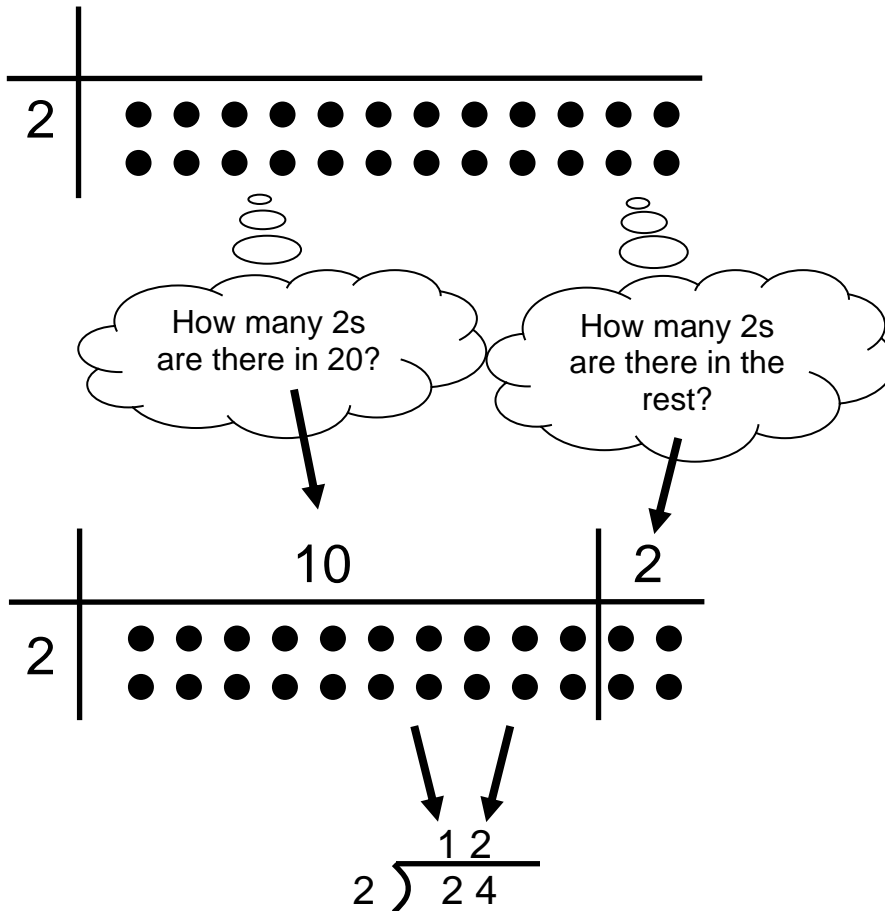 2
How many 2s
are there in 20?
How many 2s
are there in the
rest?
10 2
2
1 2
2 2 4